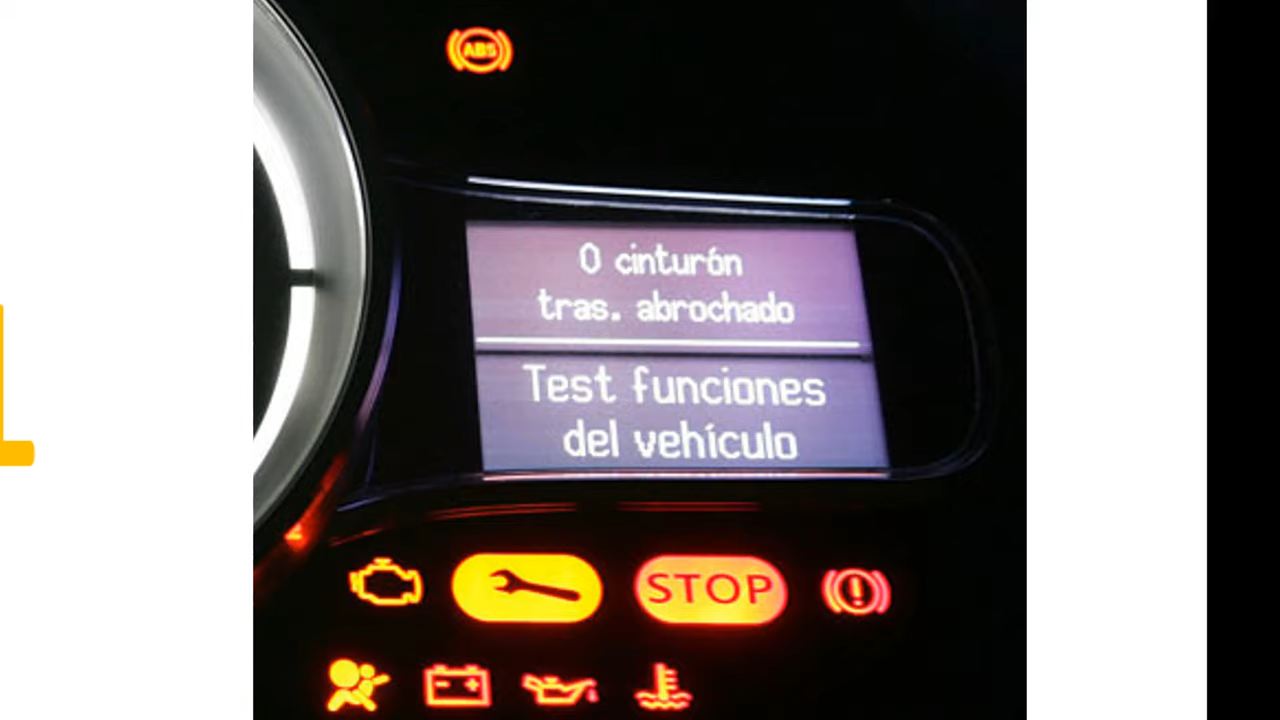 ABS
0 cinturón
tras. abrochado
Test funciones
del vehículo
STOP